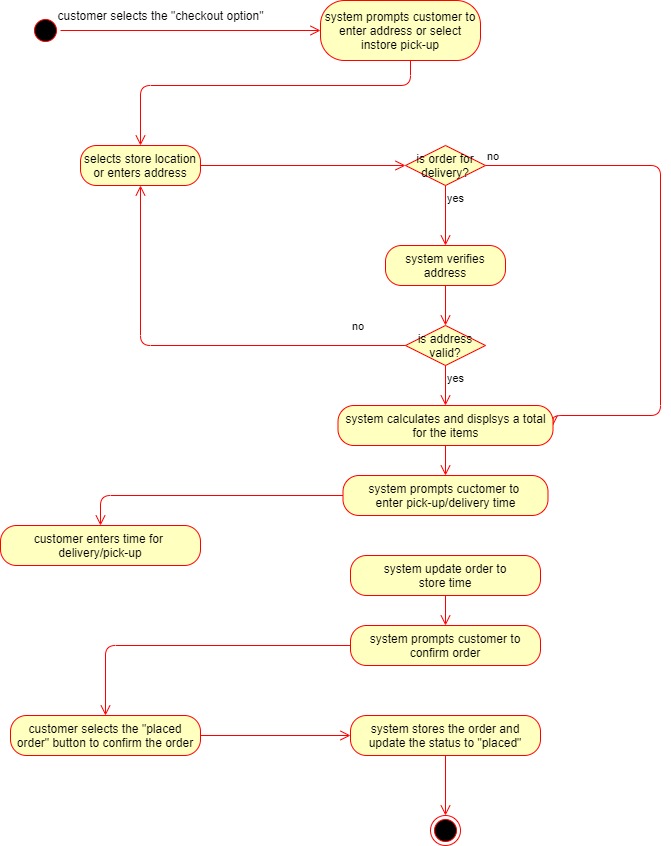 customer selects the "checkout option"
system prompts customer to
enter address or select
instore pick-up
selects store location
or enters address
is order for
delivery?
no
yes
system verifies
address
no
is address
valid?
yes
system calculates and displsys a total
for the items
system prompts cuctomer to
enter pick-up/delivery time
customer enters time for
delivery/pick-up
system update order to
store time
system prompts customer to
confirm order
customer selects the "placed
order" button to confirm the order
system stores the order and
update the status to "placed"